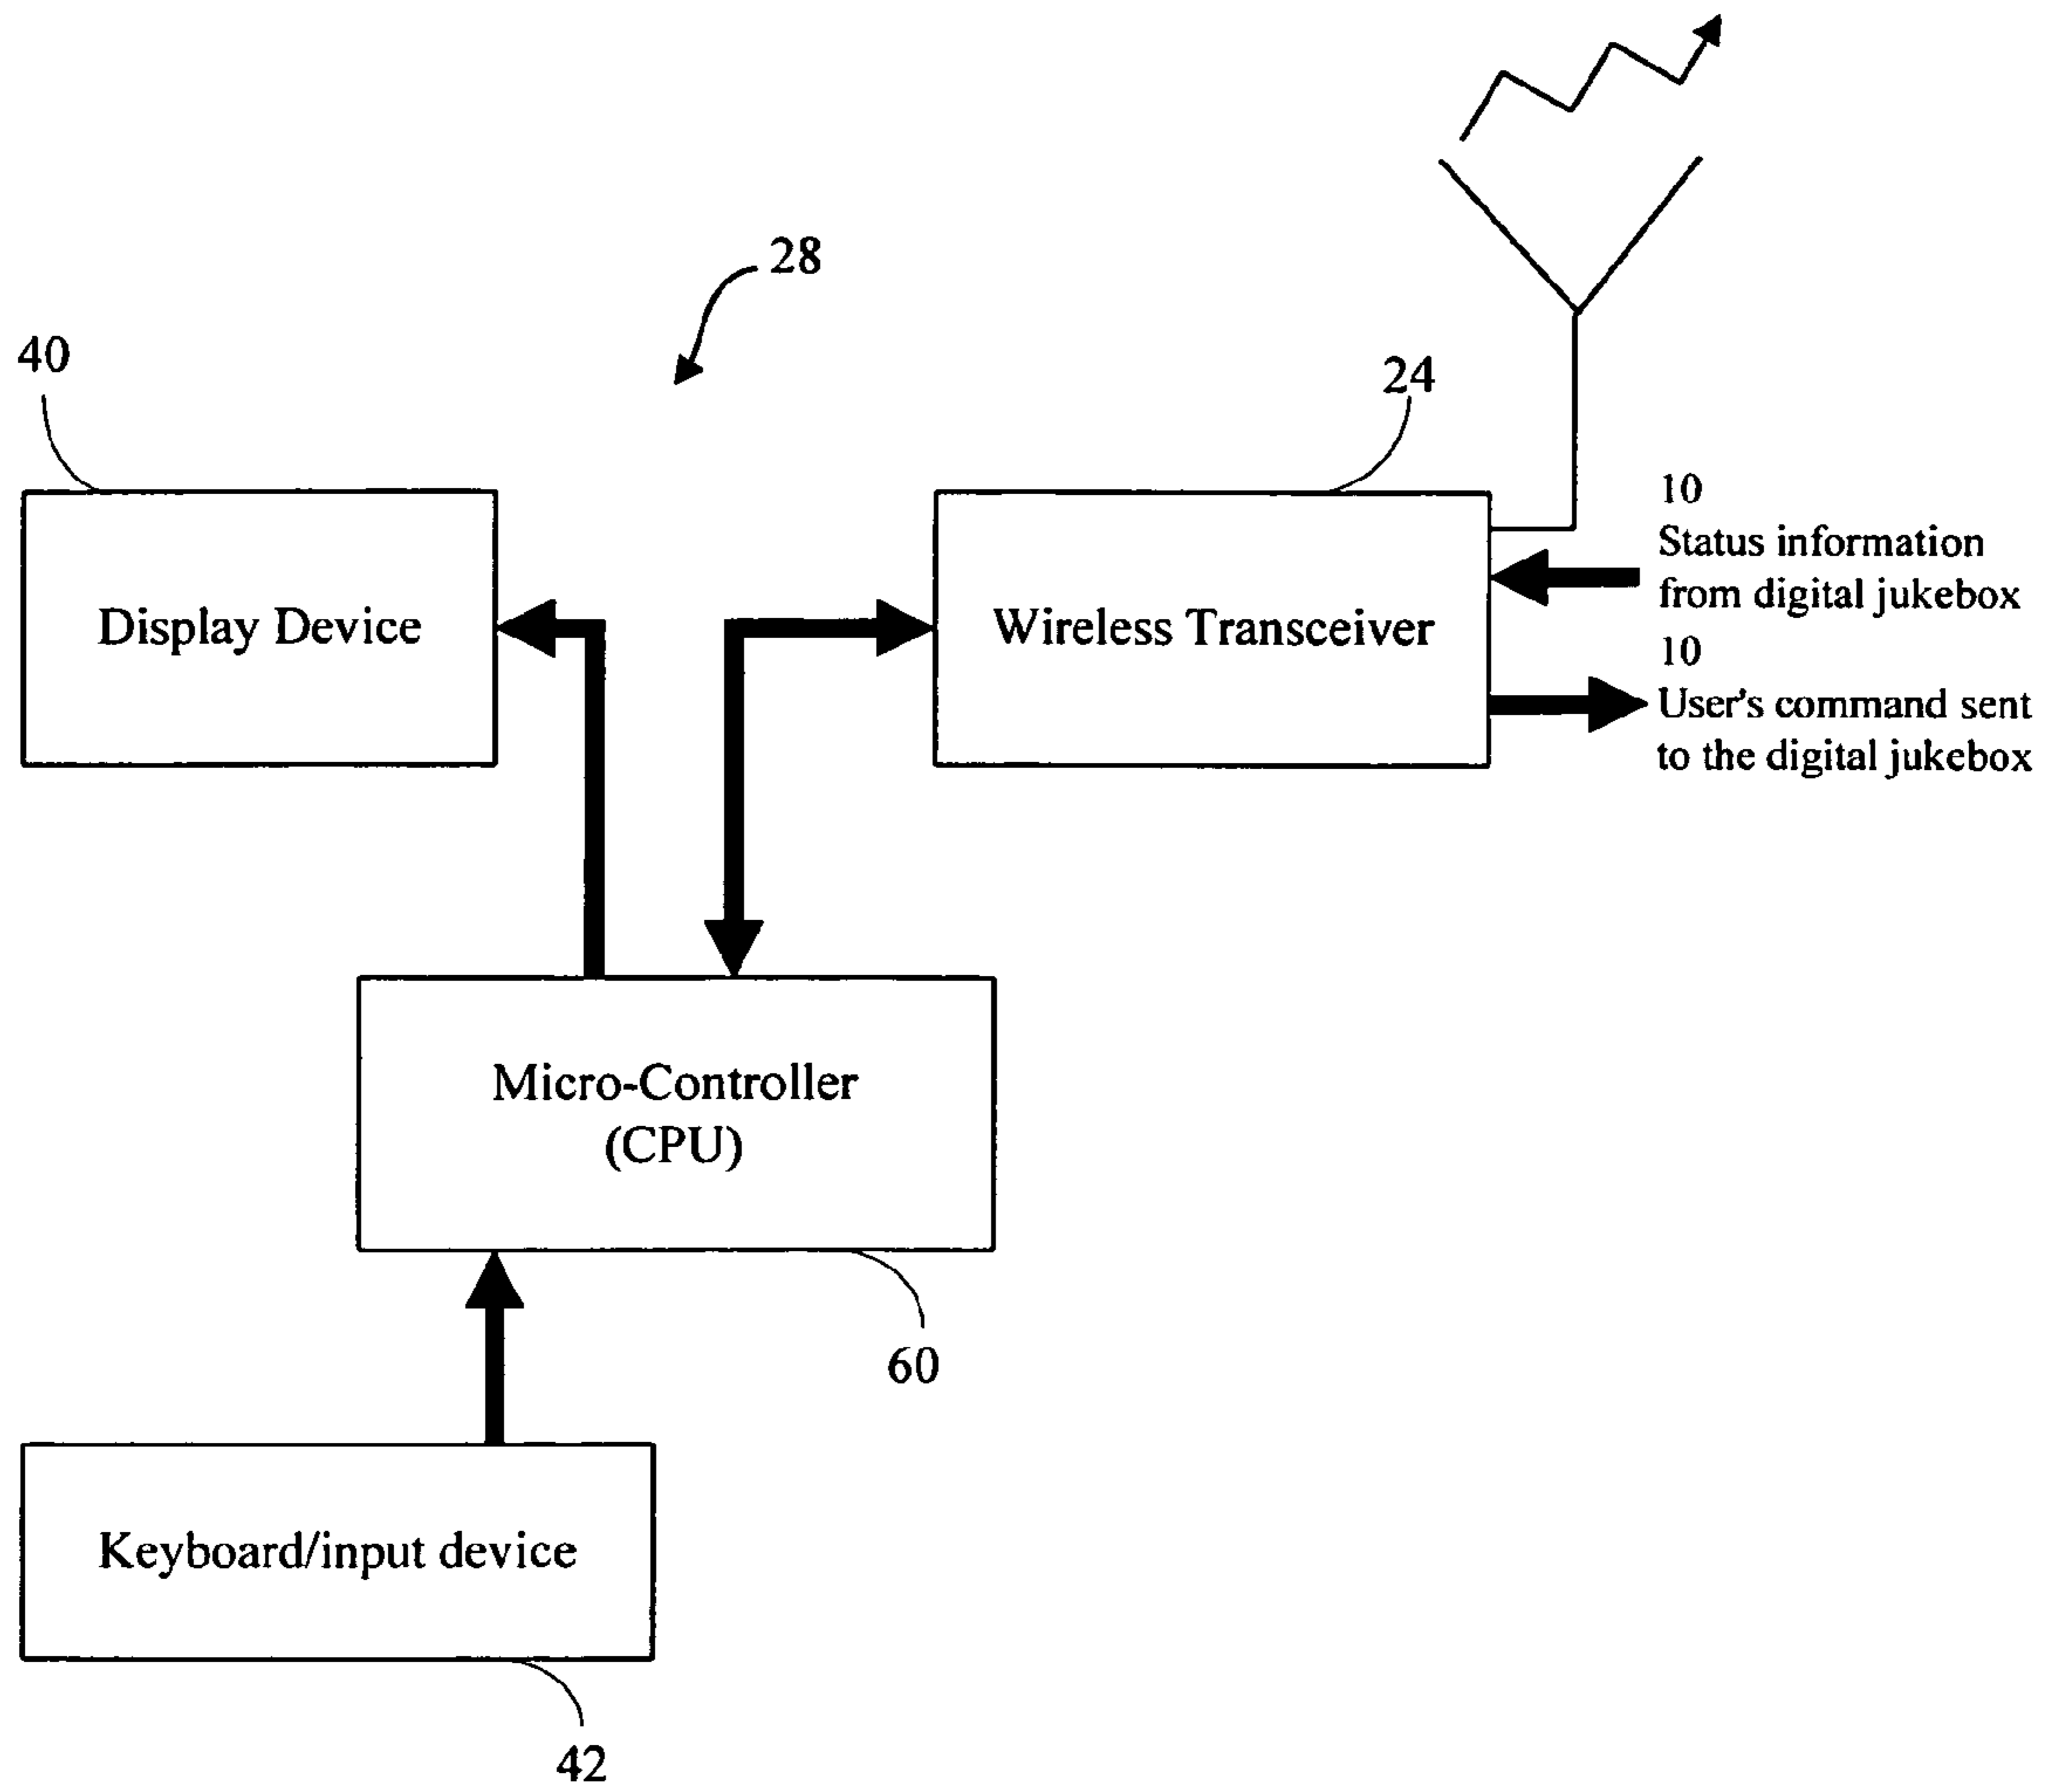 28
40
24
10
Status information
from digital jukebox
Display Device
Wireless Transceiver
10
User's command sent
to the digital jukebox
Micro-Controller
(CPU)
60
Keyboard/input device
42